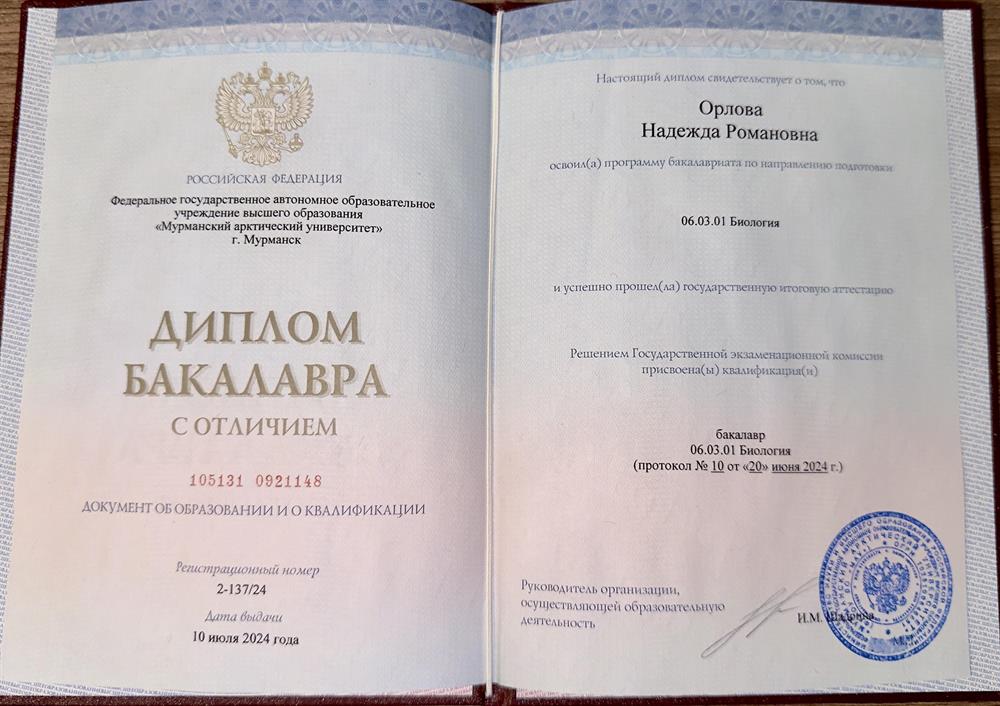 РОССИЙСКАЯ ФЕДЕРАЦИЯ
Федеральное государственное автономное образовательное
учреждение высшего образования
«Мурманский арктический университет»
г. Мурманск
ДИПЛОМ
БАКАЛАВРА
С ОТЛИЧИЕМ
105131 0921148
ДОКУМЕНТ ОБ ОБРАЗОВАНИИ И О КВАЛИФИКАЦИИ
Регистрационный номер
2-137/24
Дата выдачи
10 июля 2024 года
Настоящий диплом свидетельствует о том, что
Орлова
Надежда Романовна
освоил(а) программу бакалавриата по направлению подготовки
06.03.01 Биология
и успешно прошел(ла) государственную итоговую аттестацию
Решением Государственной экзаменационной комиссии
присвоена(ы) квалификация(и)
бакалавр
06.03.01 Биология
(протокол № 10 от «20» июня 2024 г.)
Руководитель организации,
осуществляющей образовательную
деятельность
И.М. Шадрина